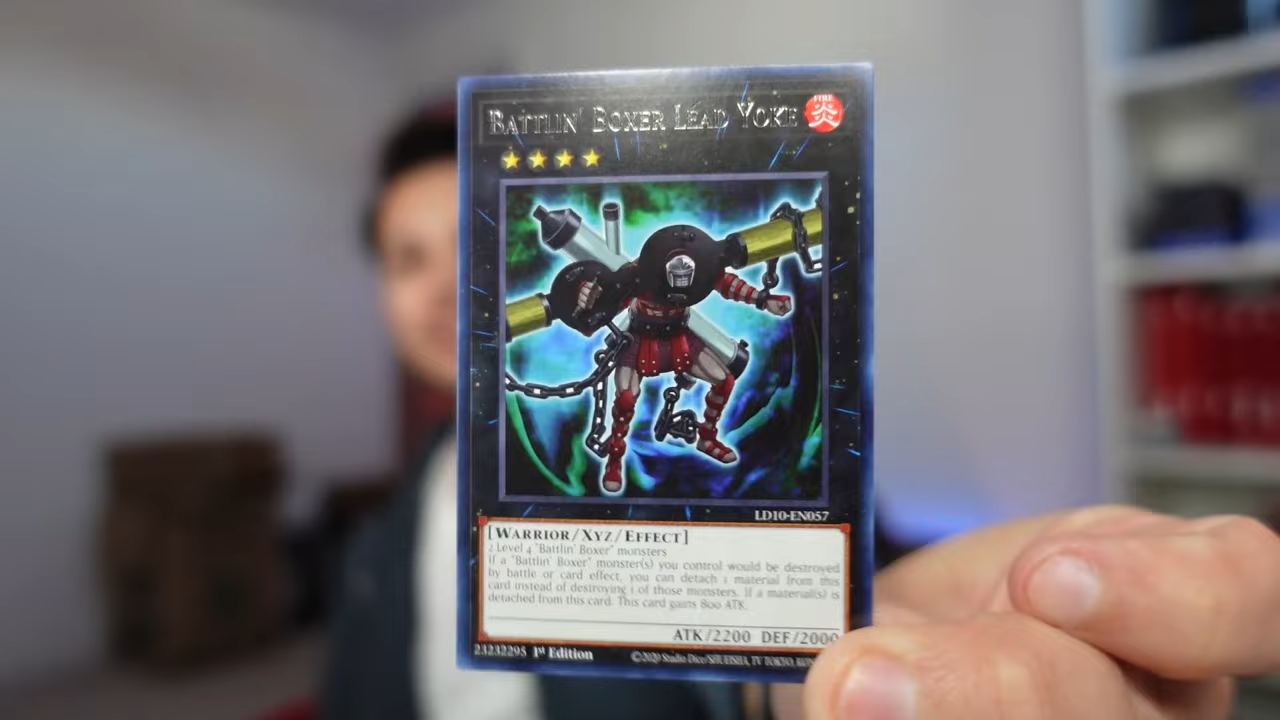 BATTLIN' BOXER LEAD YOKE
FIRE
炎
LD10-EN057
[WARRIOR/XYZ/EFFECT]
2 Level 4 "Battlin' Boxer" monsters
If a "Battlin' Boxer" monster(s) you control would be destroyed
by battle or card effect, you can detach 1 material from this
card instead of destroying 1 of those monsters. If a material(s) is
detached from this card: This card gains 800 ATK.
ATK/2200 DEF/2000
23232295 1st Edition
©2020 Studio Dice/SHUEISHA, TV TOKYO,